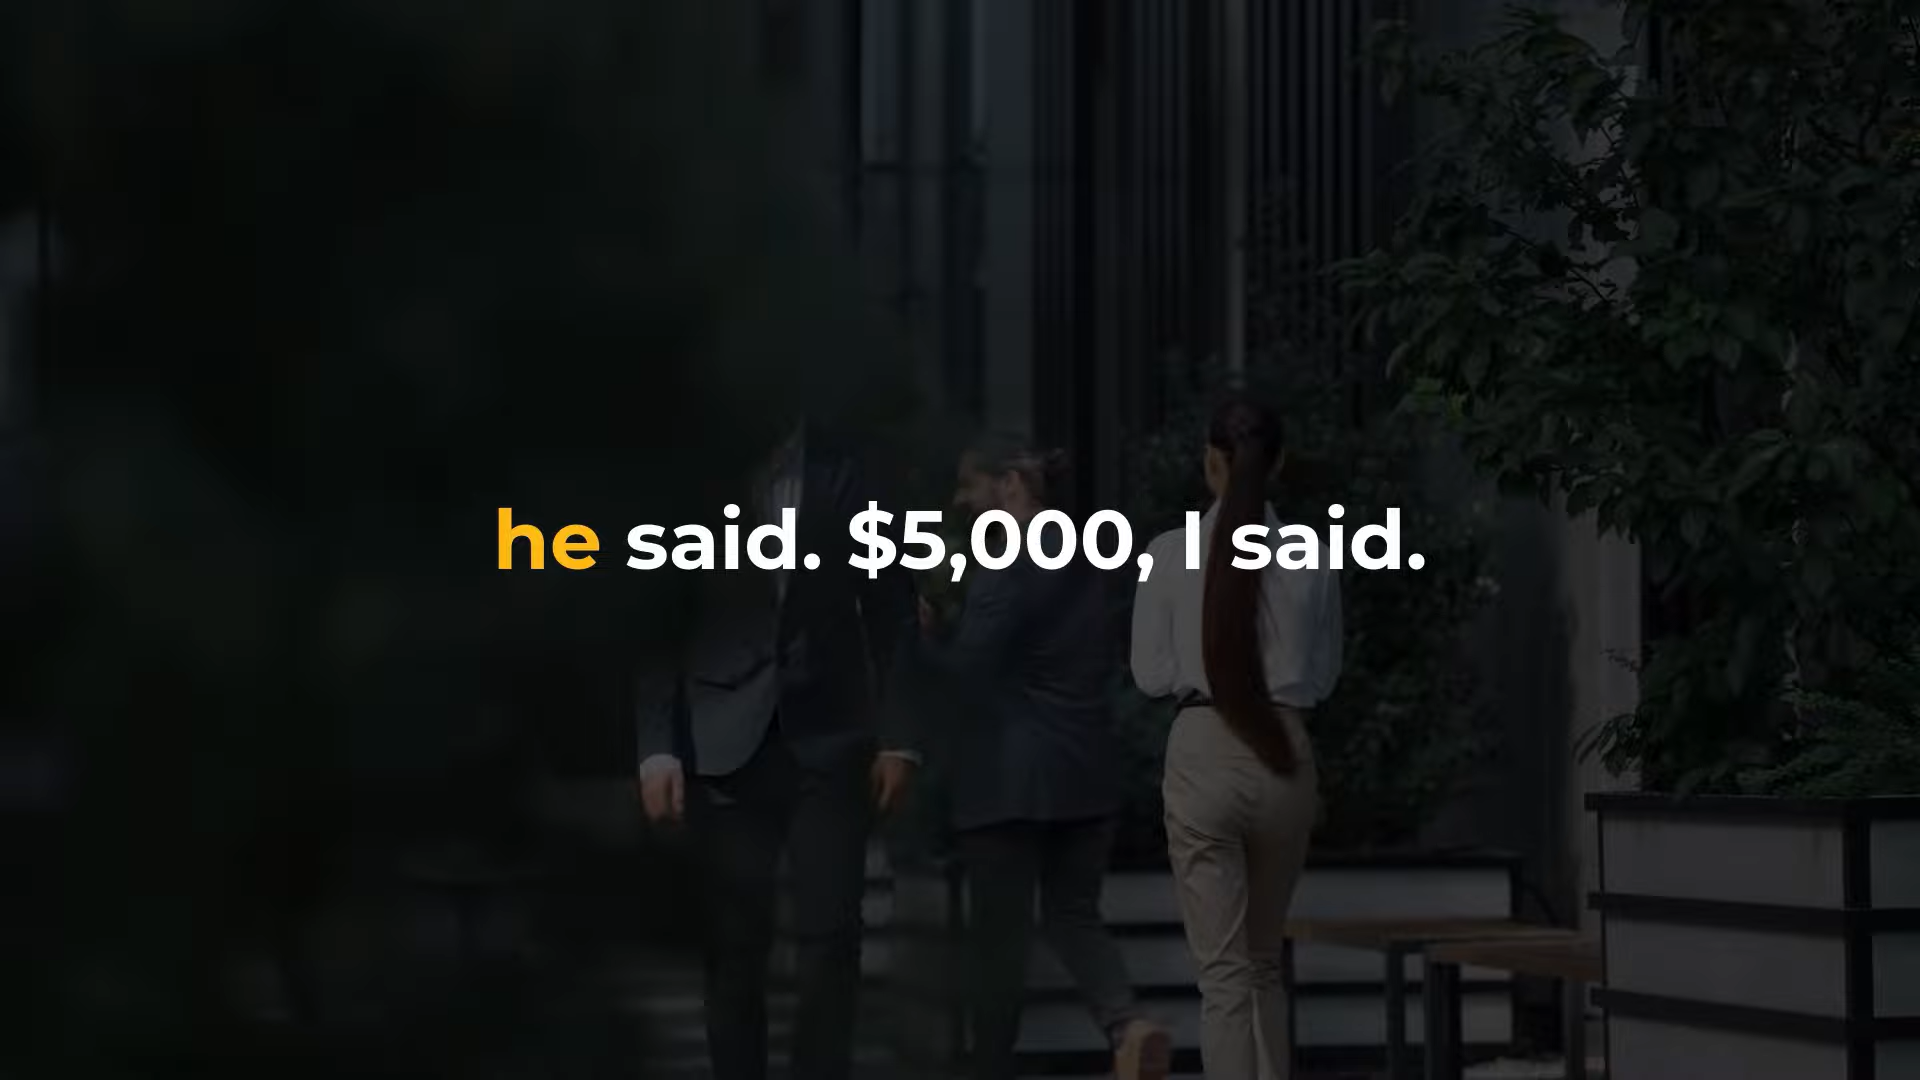 he said. $5,000, I said.